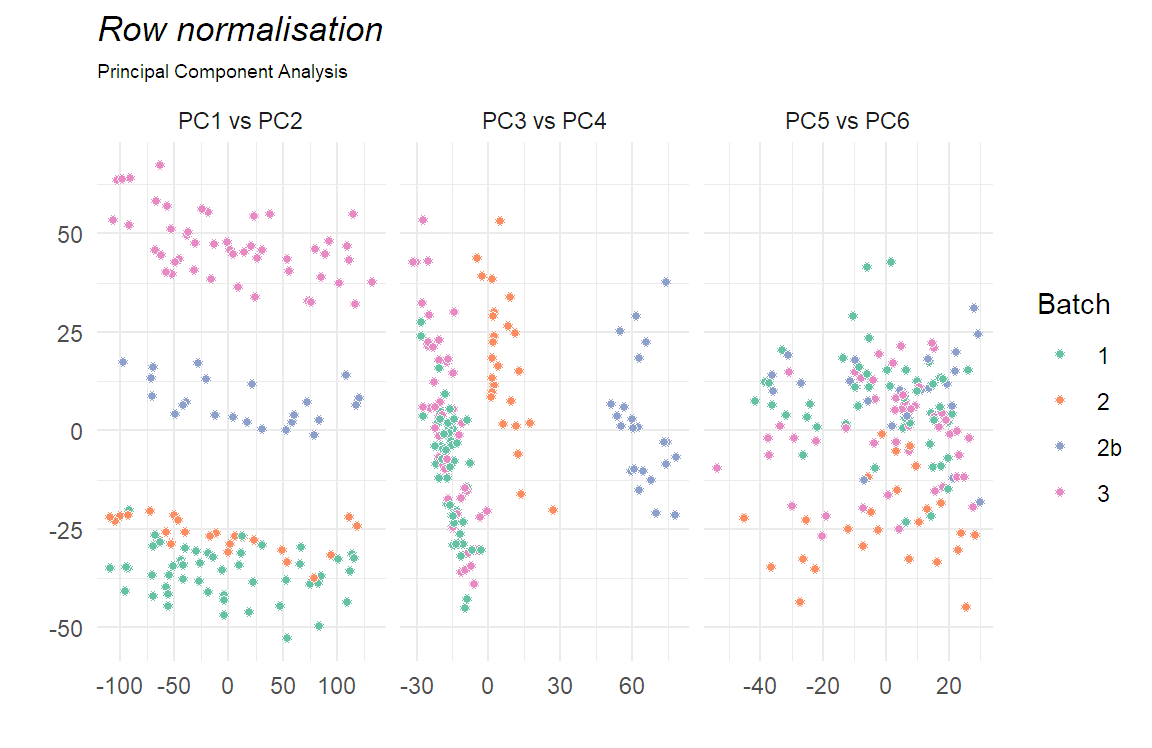 Row normalisation
Principal Component Analysis
PC1 vs PC2 PC3 vs PC4 PC5 vs PC6
50
25
0
-25
-50
-100 -50 0 50 100 -30 0 30 60 -40 -20 0 20
Batch
1
2
2b
3